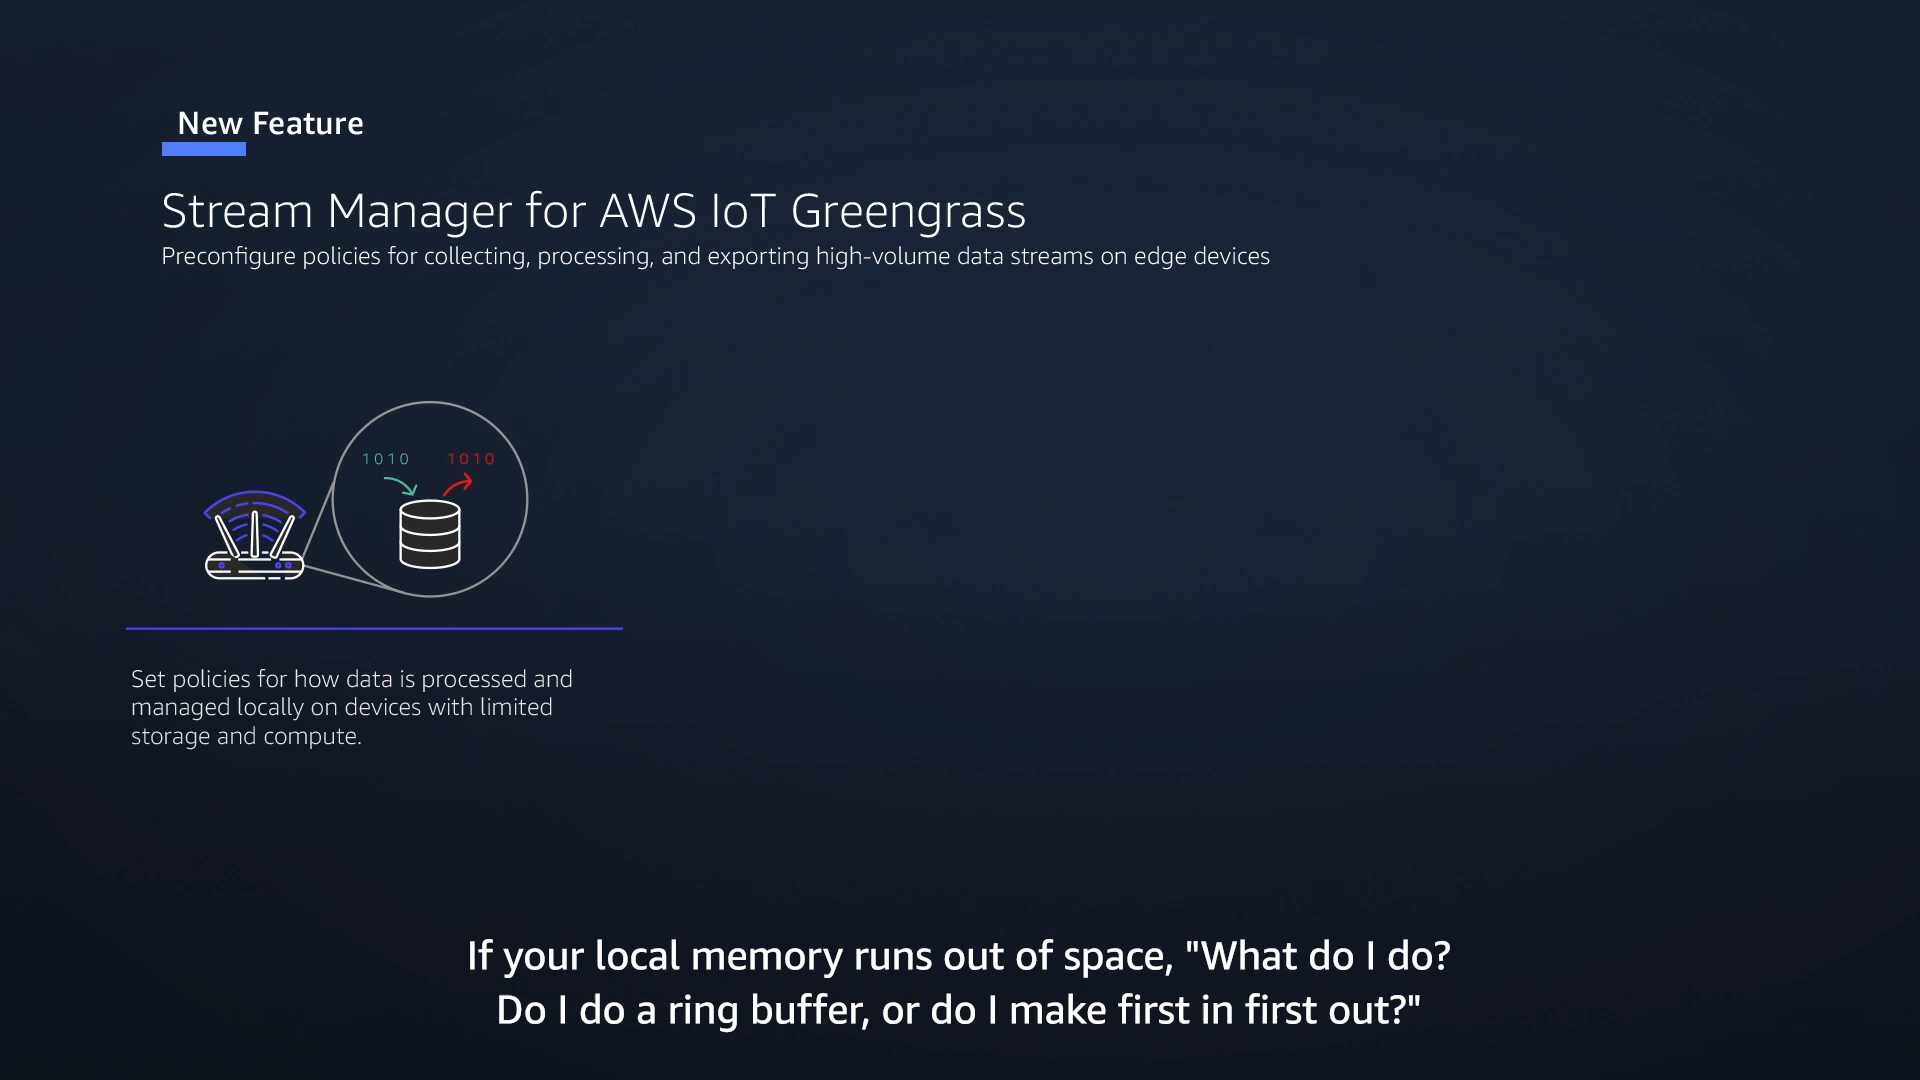 New Feature
Stream Manager for AWS IoT Greengrass
Preconfigure policies for collecting, processing, and exporting high-volume data streams on edge devices
1010 1010
Set policies for how data is processed and
managed locally on devices with limited
storage and compute.
If your local memory runs out of space, "What do I do?
Do I do a ring buffer, or do I make first in first out?"